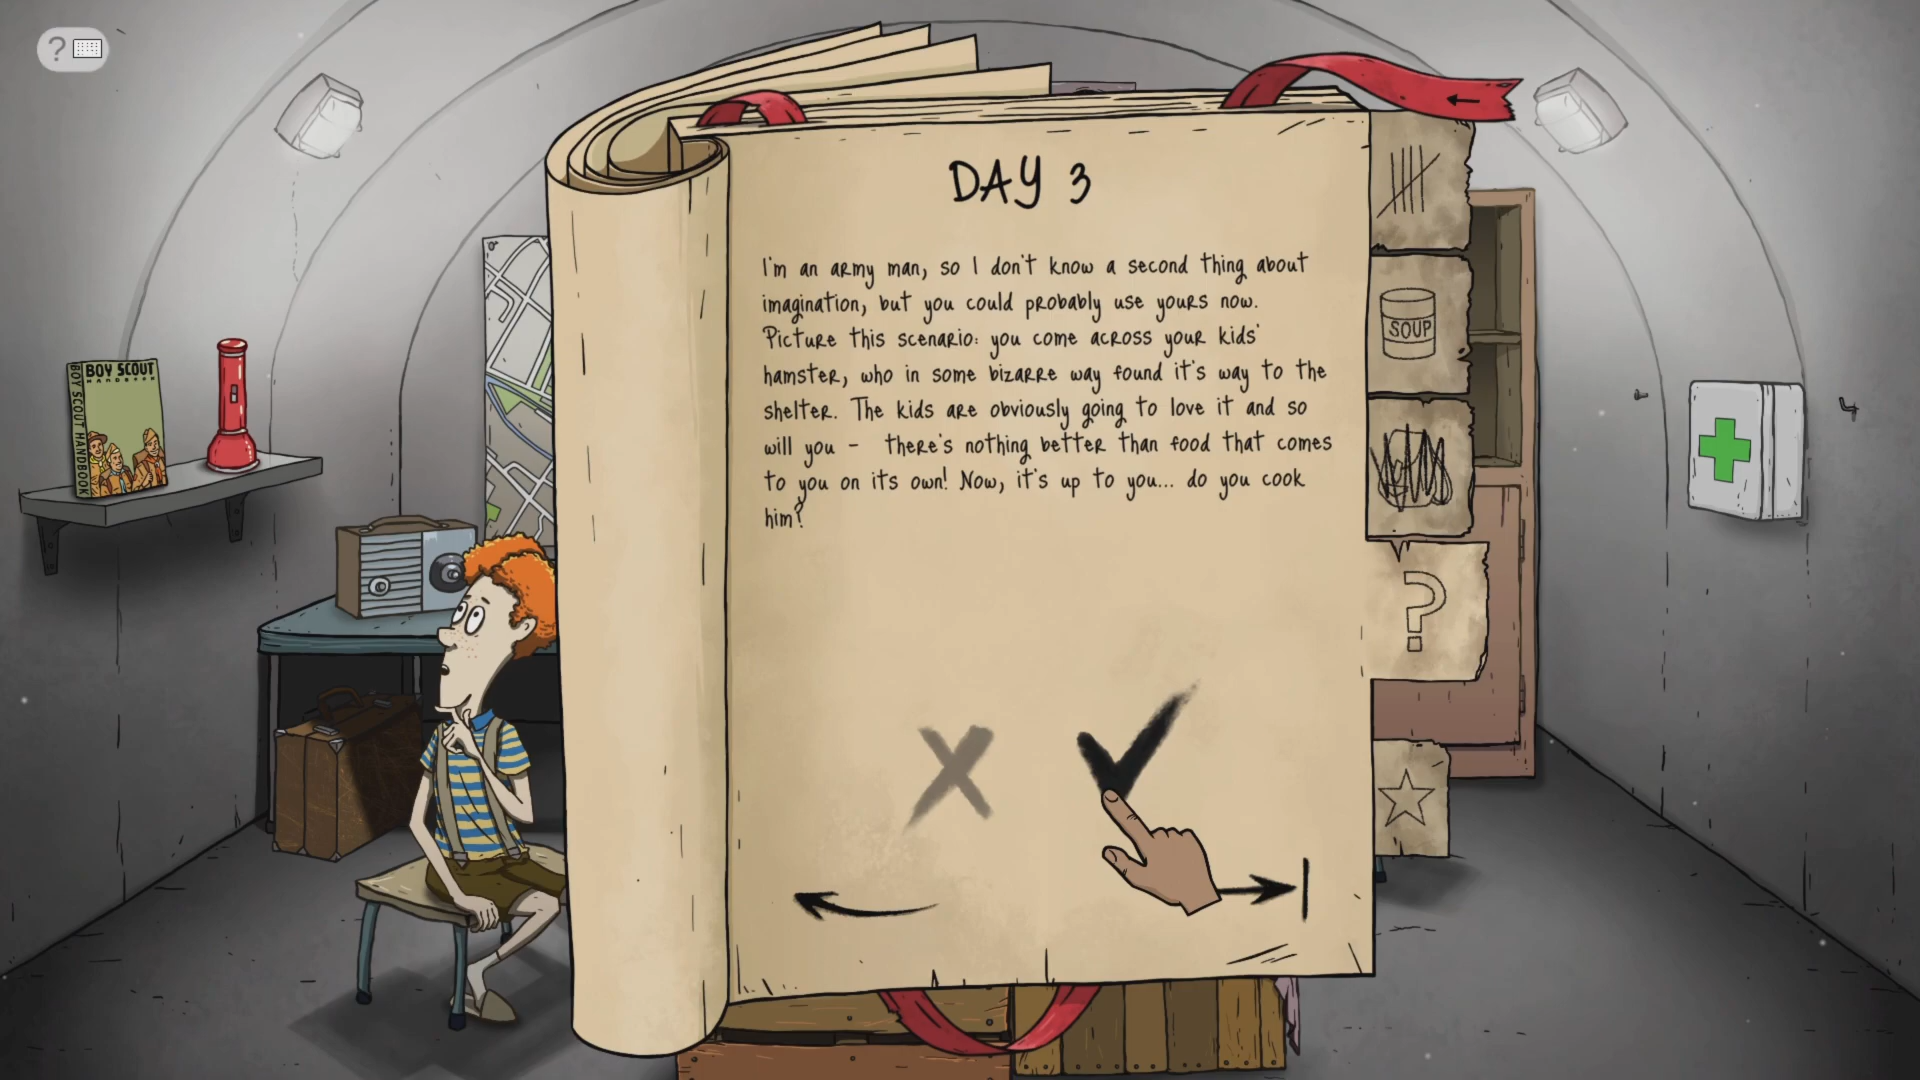 ?
DAY 3
I'm an army man, so I don't know a second thing about
imagination, but you could probably use yours now.
Picture this scenario: you come across your kids'
hamster, who in some bizarre way found it's way to the
shelter. The kids are obviously going to love it and so
will you - there's nothing better than food that comes
to you on its own! Now, it's up to you... do you cook
him?
SOUP
?
BOY SCOUT
HANDBOOK
BOY SCOUT HANDBOOK